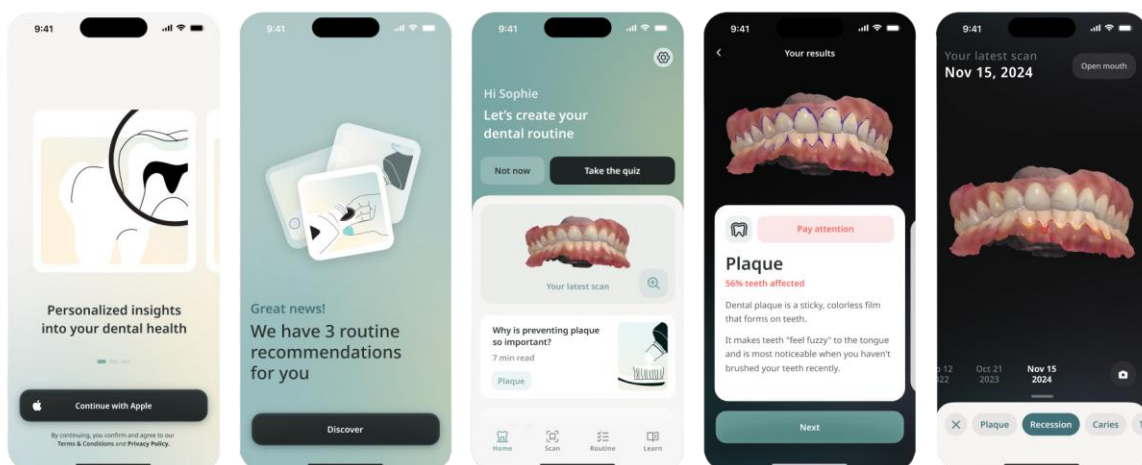 9:41
Personalized insights
into your dental health
Continue with Apple
By continuing, you confirm and agree to our
Terms & Conditions and Privacy Policy.
9:41
Great news!
We have 3 routine
recommendations
for you
Discover
9:41
Hi Sophie
Let's create your
dental routine
Not now
Take the quiz
Your latest scan
Why is preventing plaque
so important?
7 min read
Plaque
Home
Scan
Routine
Learn
9:41
Your results
Pay attention
Plaque
56% teeth affected
Dental plaque is a sticky, colorless film
that forms on teeth.
It makes teeth "feel fuzzy" to the tongue
and is most noticeable when you haven't
brushed your teeth recently.
Next
9:41
Your latest scan
Nov 15, 2024
Open mouth
12
Oct 21
Nov 15
2023
2024
Plaque
Recession
Caries